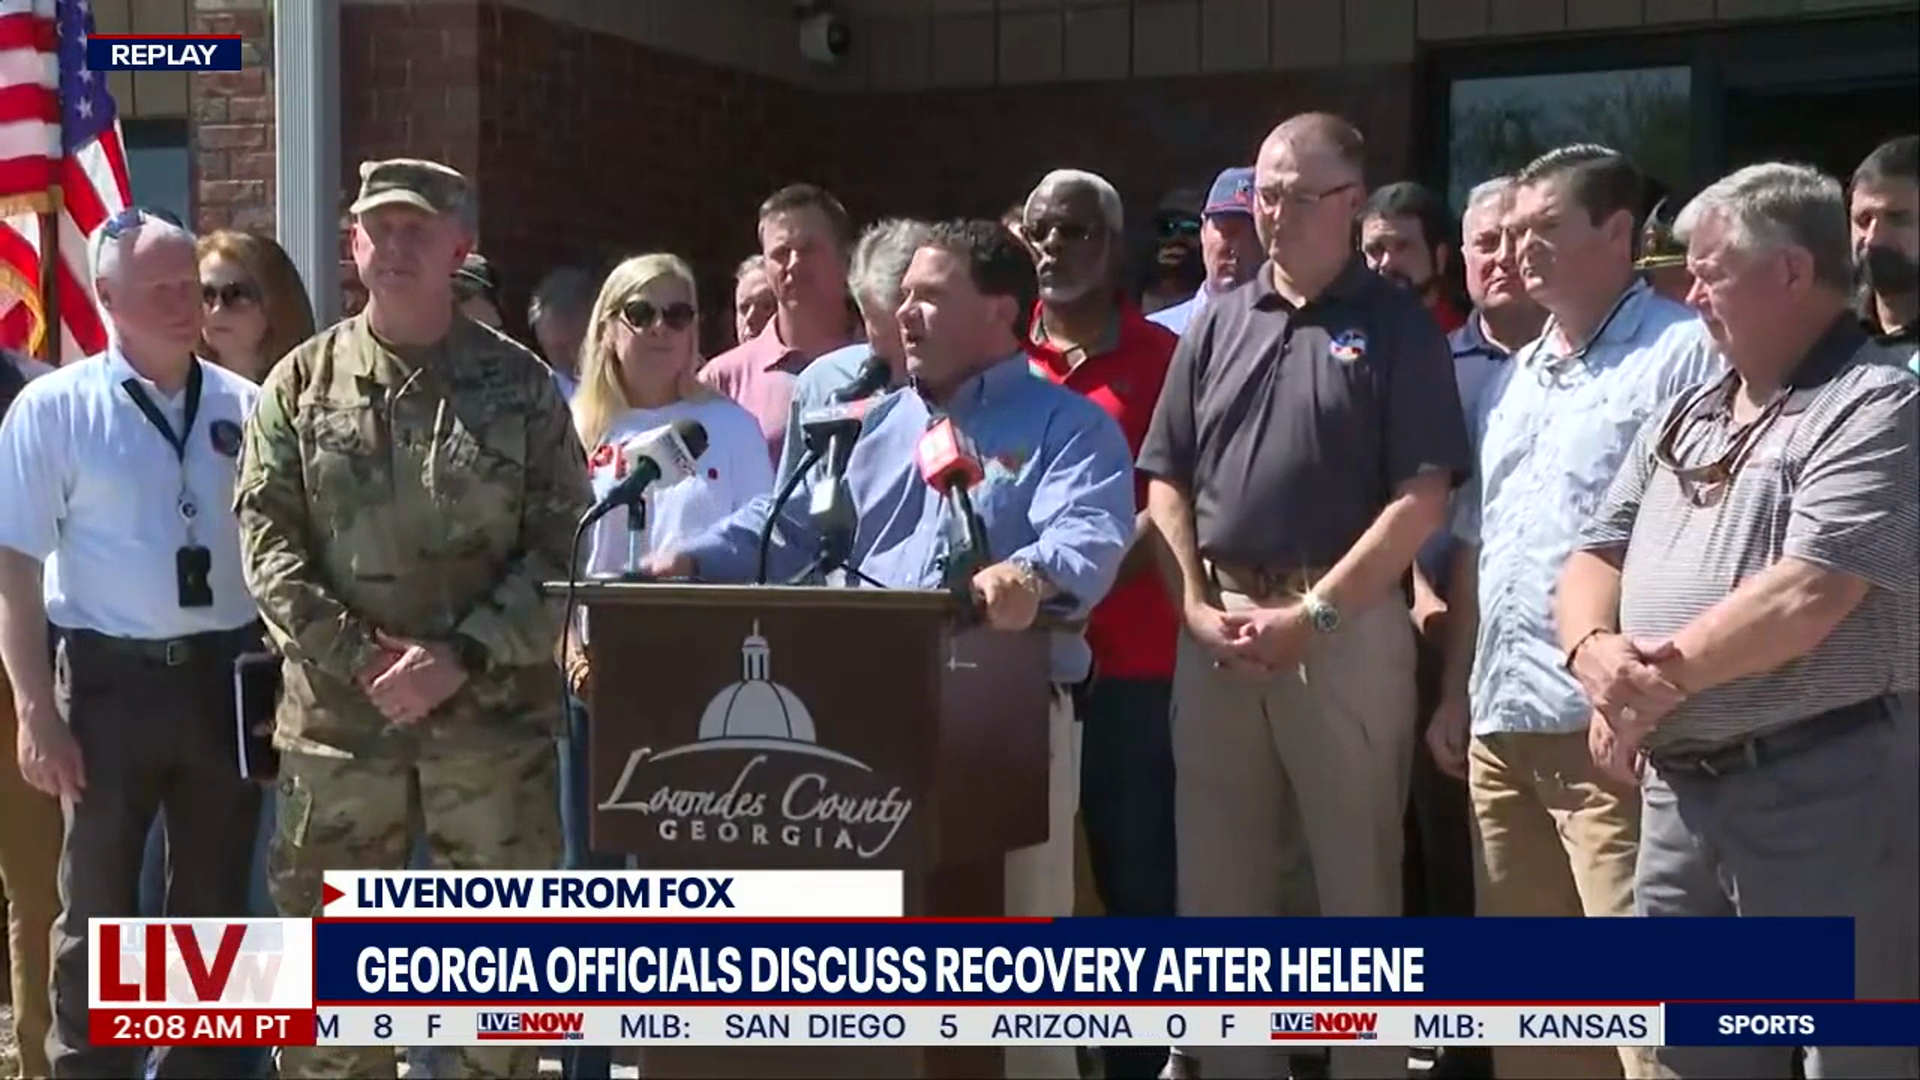 REPLAY
Lowndes County
GEORGIA
LIVENOW FROM FOX
LIV
GEORGIA OFFICIALS DISCUSS RECOVERY AFTER HELENE
2:08 AM PT
M 8 F LIVENOW MLB: SAN DIEGO 5 ARIZONA 0 F LIVENOW MLB: KANSAS
SPORTS